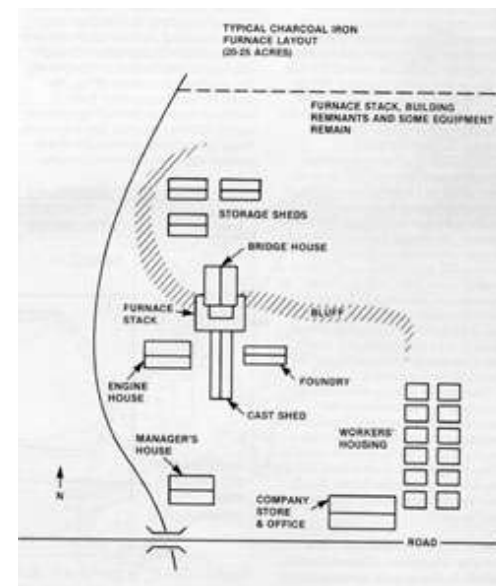 TYPICAL CHARCOAL IRON
FURNACE LAYOUT
(20-25 ACRES)
FURNACE STACK, BUILDING
REMNANTS AND SOME EQUIPMENT
REMAIN
STORAGE SHEDS
BRIDGE HOUSE
FURNACE
STACK
BLUFF
ENGINE
HOUSE
FOUNDRY
CAST SHED
MANAGER'S
HOUSE
WORKERS'
HOUSING
N
COMPANY
STORE
& OFFICE
ROAD